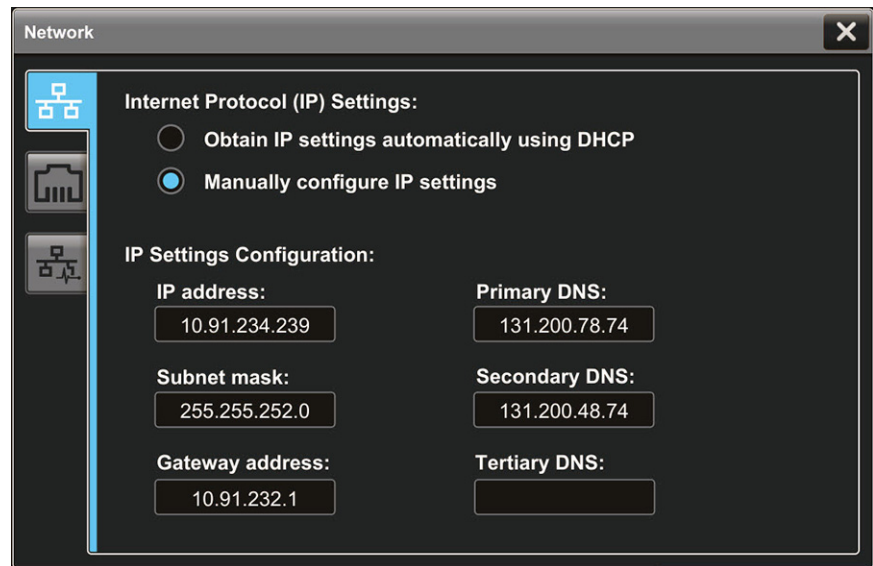 Network
Internet Protocol (IP) Settings:
Obtain IP settings automatically using DHCP
Manually configure IP settings
IP Settings Configuration:
IP address:
10.91.234.239
Primary DNS:
131.200.78.74
Subnet mask:
255.255.252.0
Secondary DNS:
131.200.48.74
Gateway address:
10.91.232.1
Tertiary DNS: